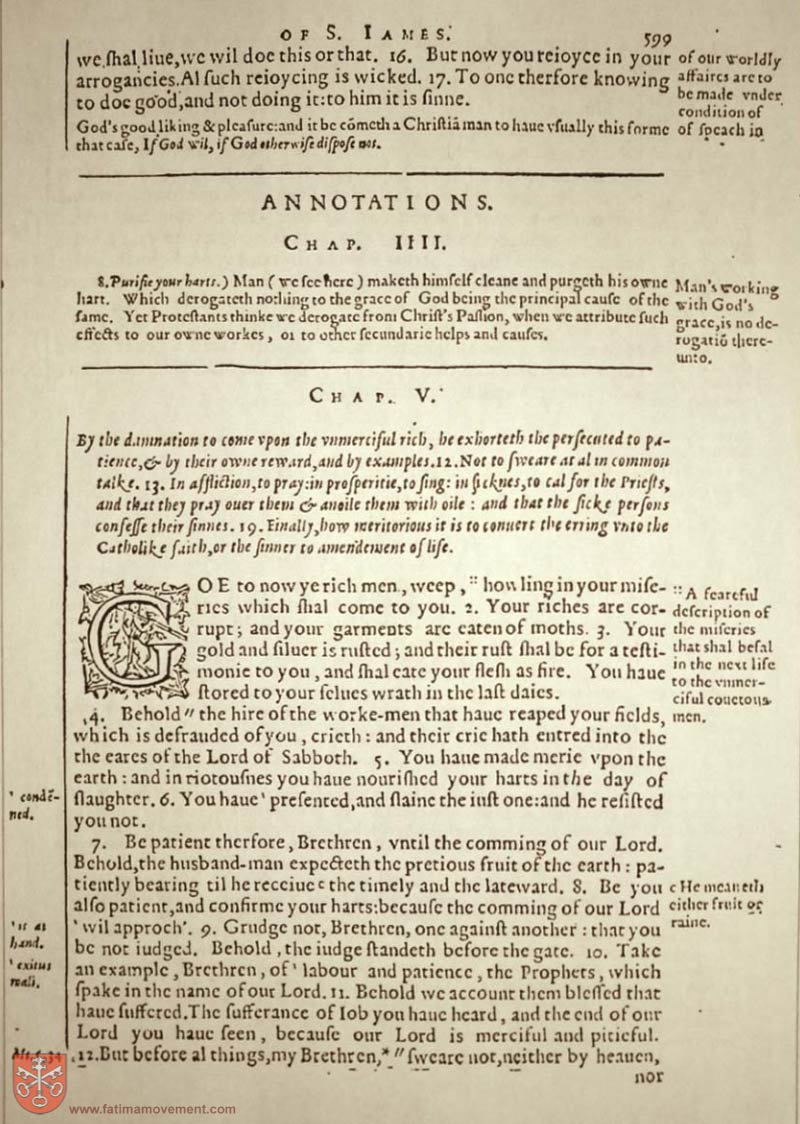 OF S. IAMES.
599
we ſhal liue, we wil doe this or that. 16. But now you reioyce in your
arrogancies. Al ſuch reioycing is wicked. 17. To one therfore knowing
to doe good, and not doing it: to him it is ſinne.
God's good liking & pleaſure: and it becõmeth a Chriſtiã man to haue vſually this forme
that caſe, If God wil, if God otherwiſe diſpoſe not.
of our worldly
affaires are to
be made vnder
condition of
of ſpeach in
ANNOTATIONS.
CHAP. IIII.
8. Purifie your harts.) Man (we ſee here) maketh himſelf cleane and purgeth his owne
hart. Which derogateth nothing to the grace of God being the principal cauſe of the
ſame. Yet Proteſtants thinke we derogate from Chriſt's Paſſion, when we attribute ſuch
effects to our owne workes, or to other ſecundarie helps and cauſes.
Man's working
with God's
grace, is no de-
rogatiõ there-
unto.
CHAP. V.
By the damnation to come vpon the vnmerciful rich, he exhorteth the perſecuted to pa-
tience, & by their owne reward, and by examples. 12. Not to ſweare at al in common
talke. 13. In affliction, to pray: in proſperitie, to ſing: in ſicknes, to cal for the Prieſts,
and that they pray ouer them & anoile them with oile: and that the ſicke perſons
confeſſe their ſinnes. 19. Finally, how meritorious it is to conuert the erring vnto the
Catholike faith, or the ſinner to amendement of life.
GOE to now ye rich men, weep, :: howling in your miſe-
ries which ſhal come to you. 2. Your riches are cor-
rupt; and your garments are eaten of moths. 3. Your
gold and ſiluer is ruſted; and their ruſt ſhal be for a teſti-
monie to you, and ſhal eate your fleſh as fire. You haue
ſtored to your ſelues wrath in the laſt daies.
:: A feareful
deſcription of
the miſeries
that shal befal
in the next life
to the vnmer-
ciful couetous
men.
4. Behold " the hire of the worke-men that haue reaped your fields,
which is defrauded of you, crieth: and their crie hath entred into the
the eares of the Lord of Sabboth. 5. You haue made merie vpon the
earth: and in riotouſnes you haue nouriſhed your harts in the day of
ſlaughter. 6. You haue ' preſented, and ſlaine the iuſt one: and he reſiſted
you not.
' condẽ-
ned.
7. Be patient therfore, Brethren, vntil the comming of our Lord.
Behold, the husband-man expecteth the pretious fruit of the earth: pa-
tiently bearing til he receiue c the timely and the lateward. 8. Be you
alſo patient, and confirme your harts: becauſe the comming of our Lord
' wil approch'. 9. Grudge not, Brethren, one againſt another: that you
be not iudged. Behold, the iudge ſtandeth before the gate. 10. Take
an example, Brethren, of ' labour and patience, the Prophets, which
ſpake in the name of our Lord. 11. Behold we account them bleſſed that
haue ſuffered. The ſufferance of Iob you haue heard, and the end of our
Lord you haue ſeen, becauſe our Lord is merciful and pitieful.
12. But before al things, my Brethren, * " ſweare not, neither by heauen,
nor
c He meaneth
either fruit or
raine.
' is at
hand.
' exitus
mali.
Mt. 5. 34
www.fatimamovement.com